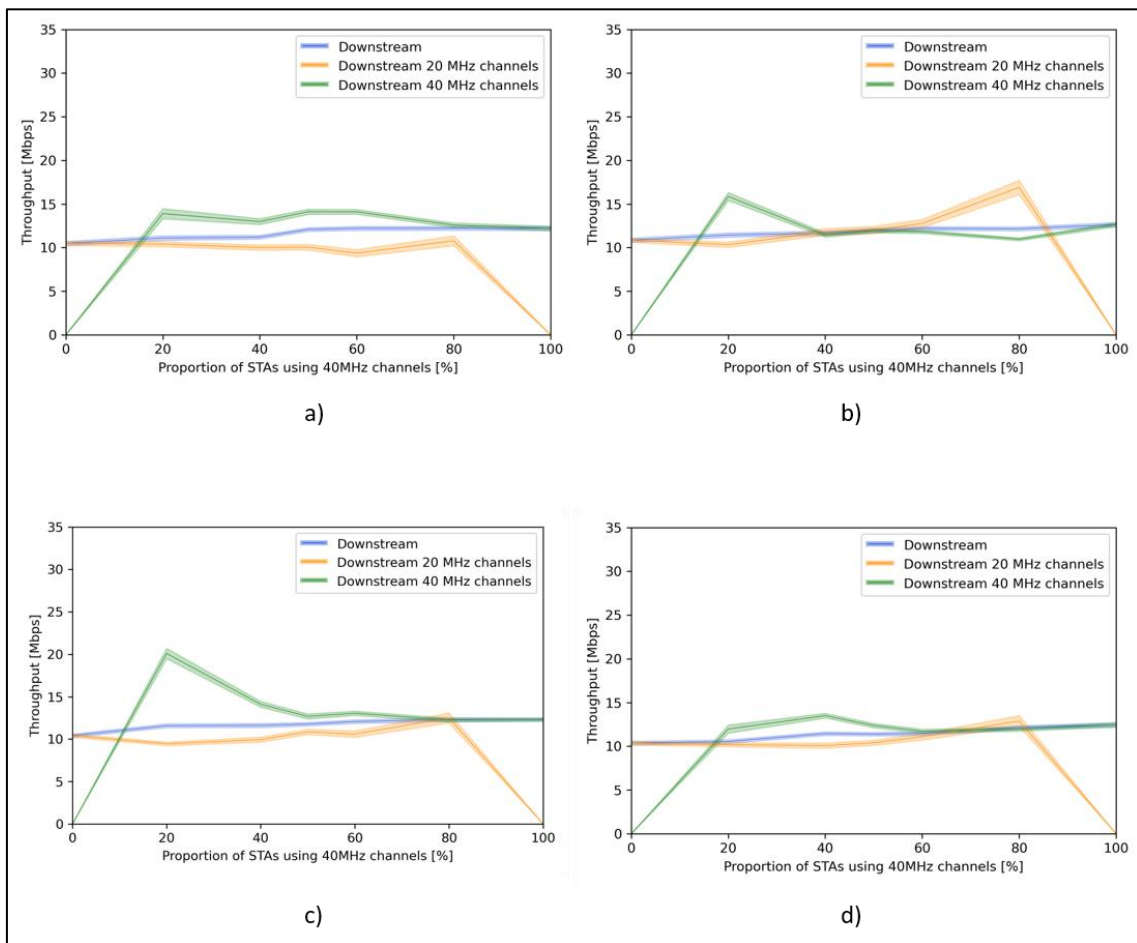 35
30
25
20
15
10
5
0
Throughput [Mbps]
Downstream
Downstream 20 MHz channels
Downstream 40 MHz channels
0 20 40 60 80 100
Proportion of STAs using 40MHz channels [%]
a)
35
30
25
20
15
10
5
0
Throughput [Mbps]
Downstream
Downstream 20 MHz channels
Downstream 40 MHz channels
0 20 40 60 80 100
Proportion of STAs using 40MHz channels [%]
b)
35
30
25
20
15
10
5
0
Throughput [Mbps]
Downstream
Downstream 20 MHz channels
Downstream 40 MHz channels
0 20 40 60 80 100
Proportion of STAs using 40MHz channels [%]
c)
35
30
25
20
15
10
5
0
Throughput [Mbps]
Downstream
Downstream 20 MHz channels
Downstream 40 MHz channels
0 20 40 60 80 100
Proportion of STAs using 40MHz channels [%]
d)